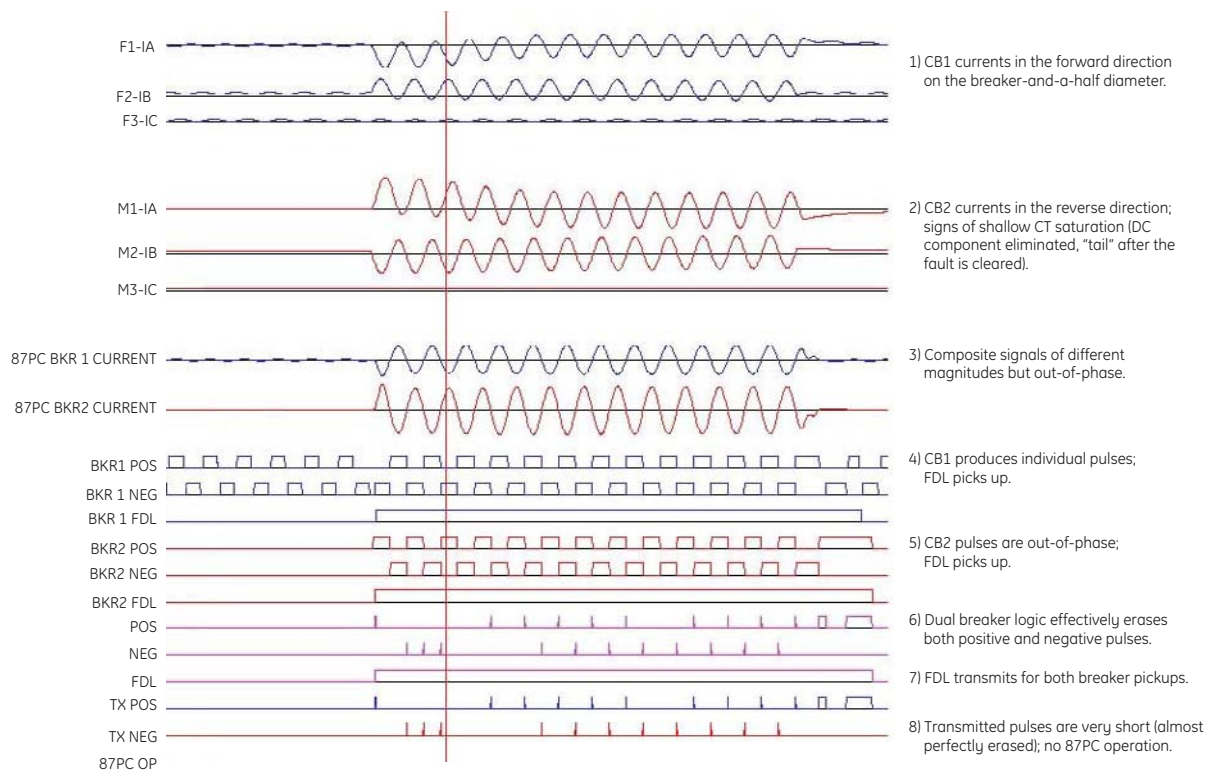 F1-IA
F2-IB
F3-IC
1) CB1 currents in the forward direction
on the breaker-and-a-half diameter.
M1-IA
M2-IB
M3-IC
2) CB2 currents in the reverse direction;
signs of shallow CT saturation (DC
component eliminated, “tail” after the
fault is cleared).
87PC BKR 1 CURRENT
87PC BKR2 CURRENT
3) Composite signals of different
magnitudes but out-of-phase.
BKR1 POS
BKR 1 NEG
BKR 1 FDL
4) CB1 produces individual pulses;
FDL picks up.
BKR2 POS
BKR2 NEG
BKR2 FDL
5) CB2 pulses are out-of-phase;
FDL picks up.
POS
NEG
6) Dual breaker logic effectively erases
both positive and negative pulses.
FDL
7) FDL transmits for both breaker pickups.
TX POS
TX NEG
87PC OP
8) Transmitted pulses are very short (almost
perfectly erased); no 87PC operation.